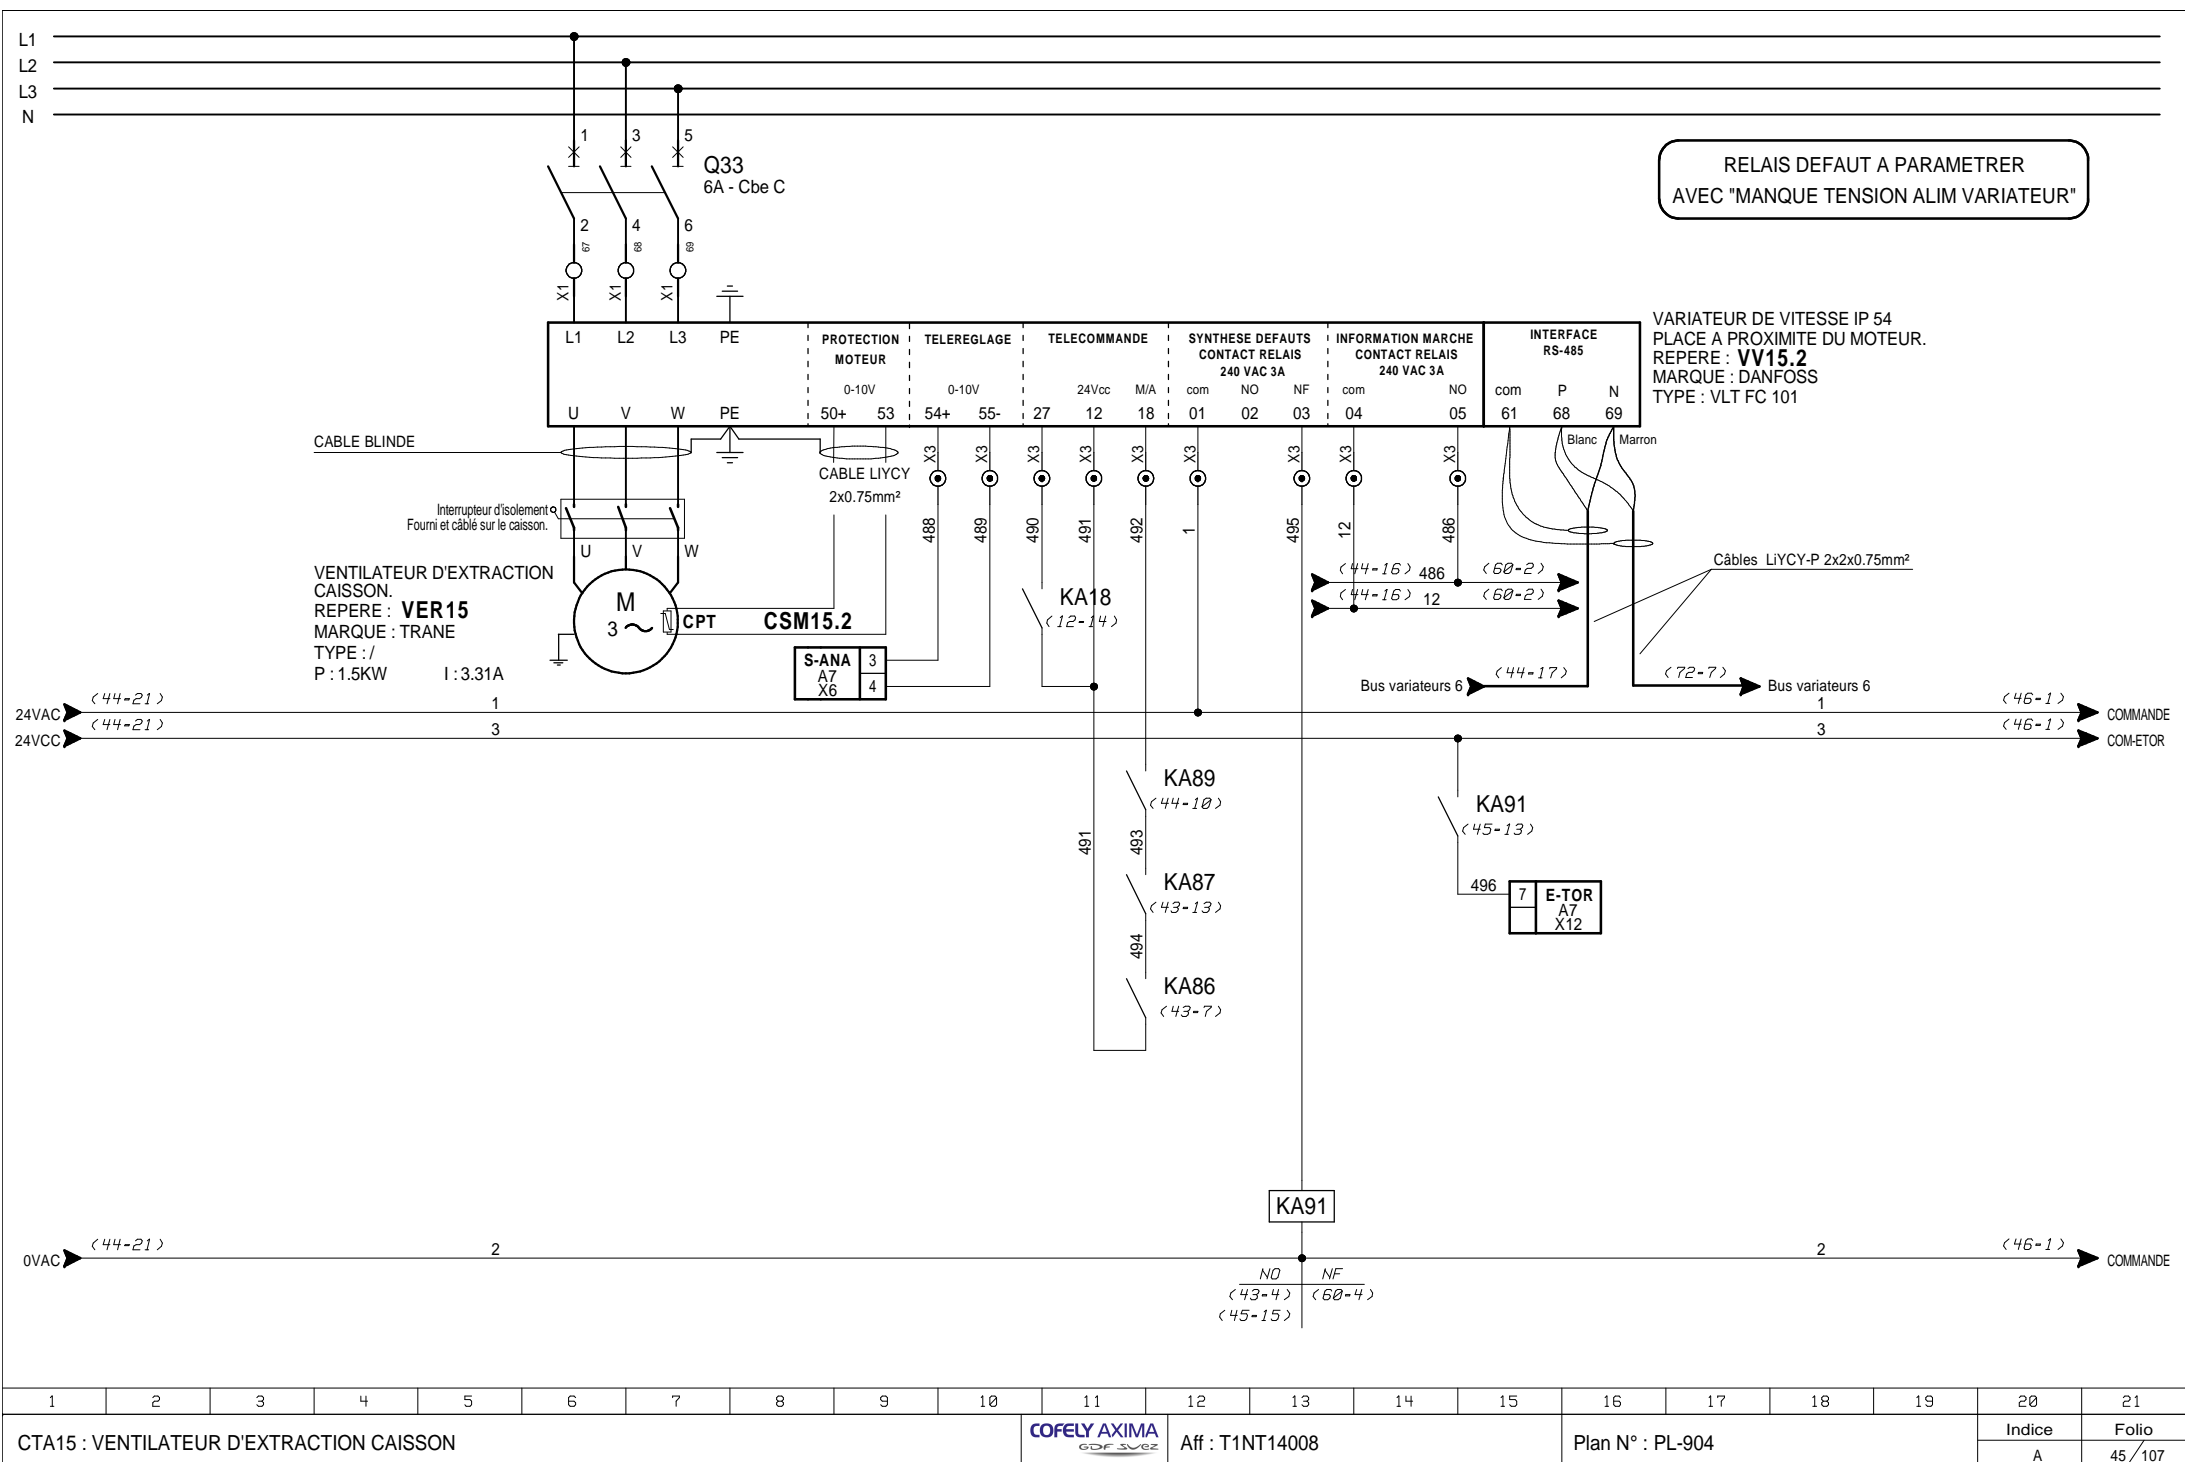 L1
L2
L3
N
1 3 5
Q33
6A - Cbe C
2 4 6
67 68 69
X1 X1 X1
RELAIS DEFAUT A PARAMETRER
AVEC "MANQUE TENSION ALIM VARIATEUR"
L1 L2 L3 PE
PROTECTION
MOTEUR
0-10V
TELEREGLAGE
0-10V
TELECOMMANDE
24Vcc M/A
SYNTHESE DEFAUTS
CONTACT RELAIS
240 VAC 3A
com NO NF
INFORMATION MARCHE
CONTACT RELAIS
240 VAC 3A
com NO
INTERFACE
RS-485
com P N
U V W PE 50+ 53 54+ 55- 27 12 18 01 02 03 04 05 61 68 69
VARIATEUR DE VITESSE IP 54
PLACE A PROXIMITE DU MOTEUR.
REPERE : VV15.2
MARQUE : DANFOSS
TYPE : VLT FC 101
CABLE BLINDE
CABLE LIYCY
2x0.75mm²
Blanc Marron
X3 X3 X3 X3 X3 X3 X3 X3 X3
Interrupteur d'isolement
Fourni et câblé sur le caisson.
488 489 490 491 492 1 495 12 486
U V W
VENTILATEUR D'EXTRACTION
CAISSON.
REPERE : VER15
MARQUE : TRANE
TYPE : /
P : 1.5KW I : 3.31A
M
3
CPT CSM15.2
S-ANA
A7
X6
3
4
KA18
(12-14)
(44-16) 486 (60-2)
(44-16) 12 (60-2)
Câbles LiYCY-P 2x2x0.75mm²
Bus variateurs 6 (44-17)
(72-7) Bus variateurs 6
24VAC (44-21) 1 1 (46-1) COMMANDE
24VCC (44-21) 3 3 (46-1) COM-ETOR
KA89
(44-10)
491 493
KA87
(43-13)
494
KA86
(43-7)
KA91
(45-13)
496
7 E-TOR
A7
X12
KA91
0VAC (44-21) 2 2 (46-1) COMMANDE
NO NF
(43-4) (60-4)
(45-15)
1 2 3 4 5 6 7 8 9 10 11 12 13 14 15 16 17 18 19 20 21
CTA15 : VENTILATEUR D'EXTRACTION CAISSON
COFELY AXIMA
GDF SUEZ
Aff : T1NT14008
Plan N° : PL-904
Indice
A
Folio
45/107